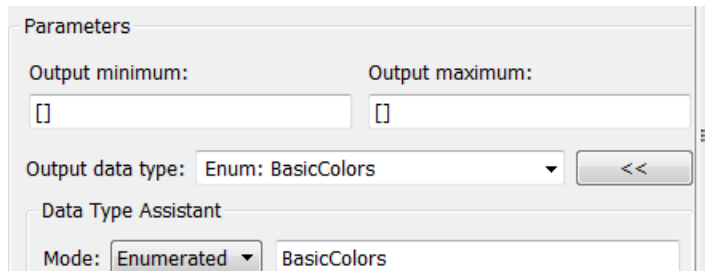 Parameters
Output minimum: Output maximum:
[] []
Output data type: Enum: BasicColors <<
Data Type Assistant
Mode: Enumerated BasicColors